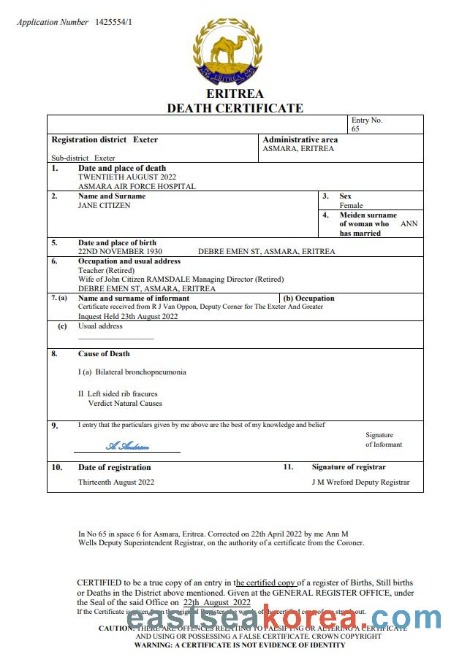 Application Number 1425554/1
ERITREA
DEATH CERTIFICATE
Entry No.
65
Registration district Exeter
Administrative area
ASMARA, ERITREA
Sub-district Exeter
1. Date and place of death
TWENTIETH AUGUST 2022
ASMARA AIR FORCE HOSPITAL
2. Name and Surname
JANE CITIZEN
3. Sex
Female
4. Meiden surname
of woman who ANN
has married
5. Date and place of birth
22ND NOVEMBER 1930 DEBRE EMEN ST, ASMARA, ERITREA
6. Occupation and usual address
Teacher (Retired)
Wife of John Citizen RAMSDALE Managing Director (Retired)
DEBRE EMEN ST, ASMARA, ERITREA
7. (a) Name and surname of informant (b) Occupation
Certificate received from R J Van Oppon, Deputy Corner for The Exeter And Greater
Inquest Held 23th August 2022
(c) Usual address
8. Cause of Death
I (a) Bilateral bronchopneumonia
II Left sided rib fracures
Verdict Natural Causes
9. I entry that the particulars given by me above are the best of my knowledge and belief
A. Anderson
Signature
of Informant
10. Date of registration
11. Signature of registrar
Thirteenth August 2022
J M Wreford Deputy Registrar
In No 65 in space 6 for Asmara, Eritrea. Corrected on 22th April 2022 by me Ann M
Wells Deputy Superintendent Registrar, on the authority of a certificate from the Coroner.
CERTIFIED to be a true copy of an entry in the certified copy of a register of Births, Still births
or Deaths in the District above mentioned. Given at the GENERAL REGISTER OFFICE, under
the Seal of the said Office on 22th August 2022
If the Certificate is given from the original Register
eastseakorea.com
CAUTION: THERE ARE OFFENCES RELATING TO FALSIFYING OR ALTERING A CERTIFICATE
AND USING OR POSSESSING A FALSE CERTIFICATE. CROWN COPYRIGHT
WARNING: A CERTIFICATE IS NOT EVIDENCE OF IDENTITY